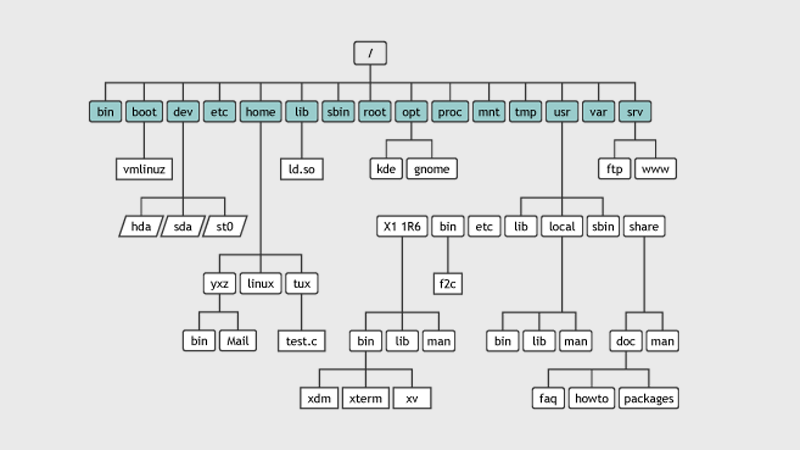 /
bin boot dev etc home lib sbin root opt proc mnt tmp usr var srv
vmlinuz ld.so kde gnome ftp www
hda sda st0 X1 1R6 bin etc lib local sbin share
yxz linux tux f2c
bin Mail test.c bin lib man bin lib man doc man
xdm xterm xv faq howto packages